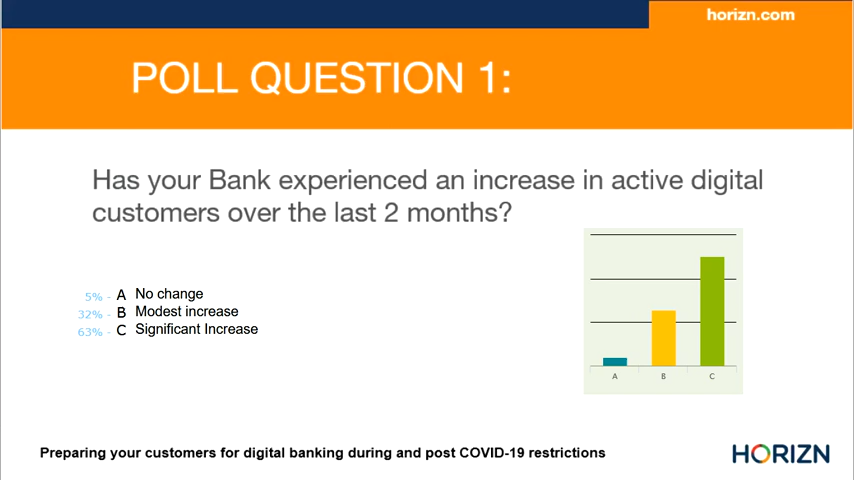 horizn.com
POLL QUESTION 1:
Has your Bank experienced an increase in active digital
customers over the last 2 months?
5% - A No change
32% - B Modest increase
63% - C Significant Increase
A B C
Preparing your customers for digital banking during and post COVID-19 restrictions
HORIZN